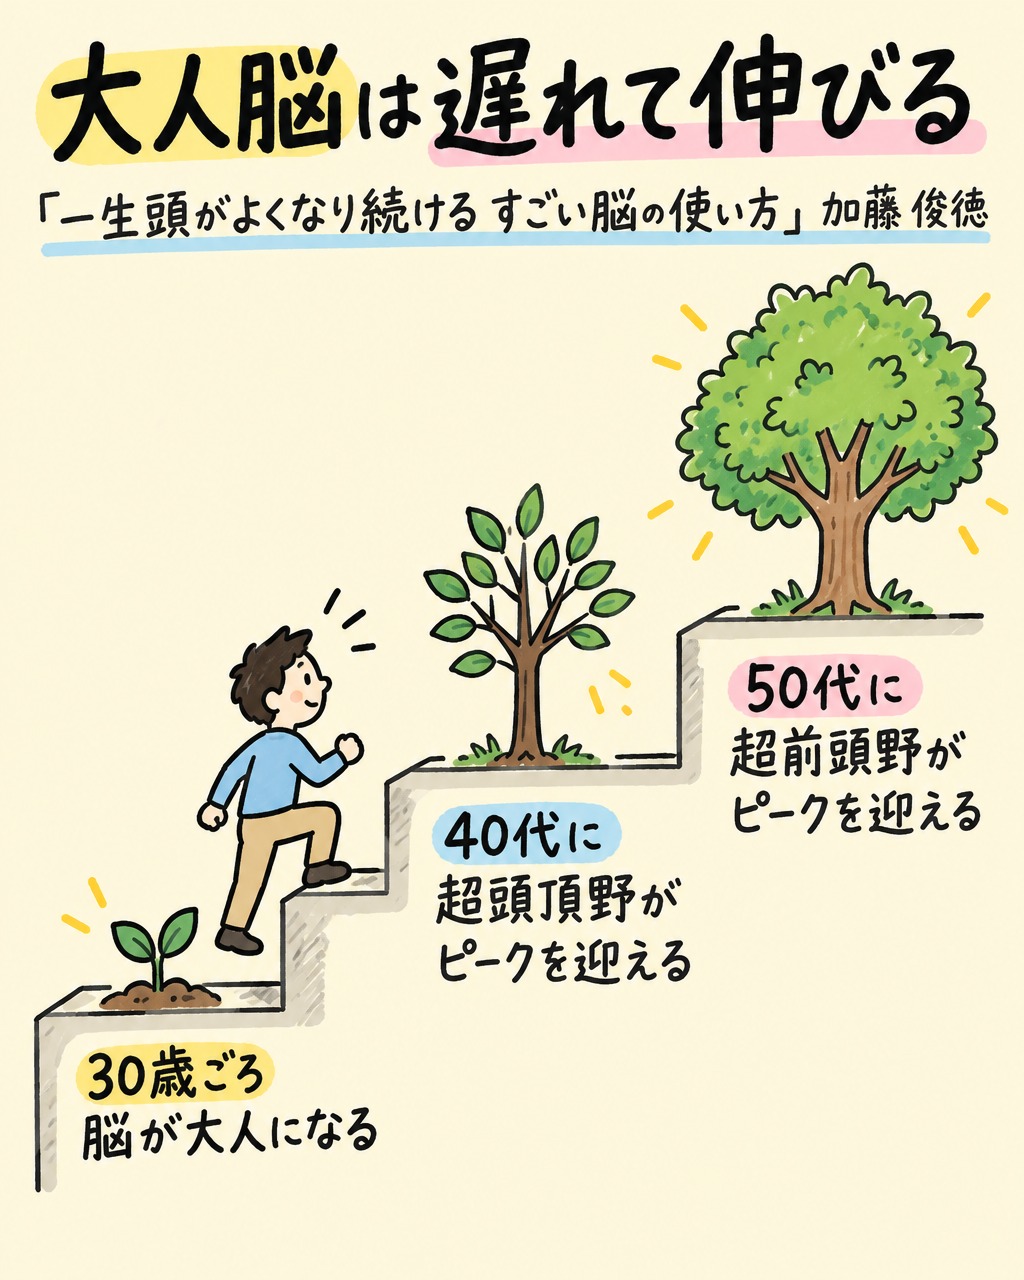 大人脳は遅れて伸びる
「一生頭がよくなり続ける すごい脳の使い方」 加藤 俊徳
50代に
超前頭野が
ピークを迎える
40代に
超頭頂野が
ピークを迎える
30歳ごろ
脳が大人になる